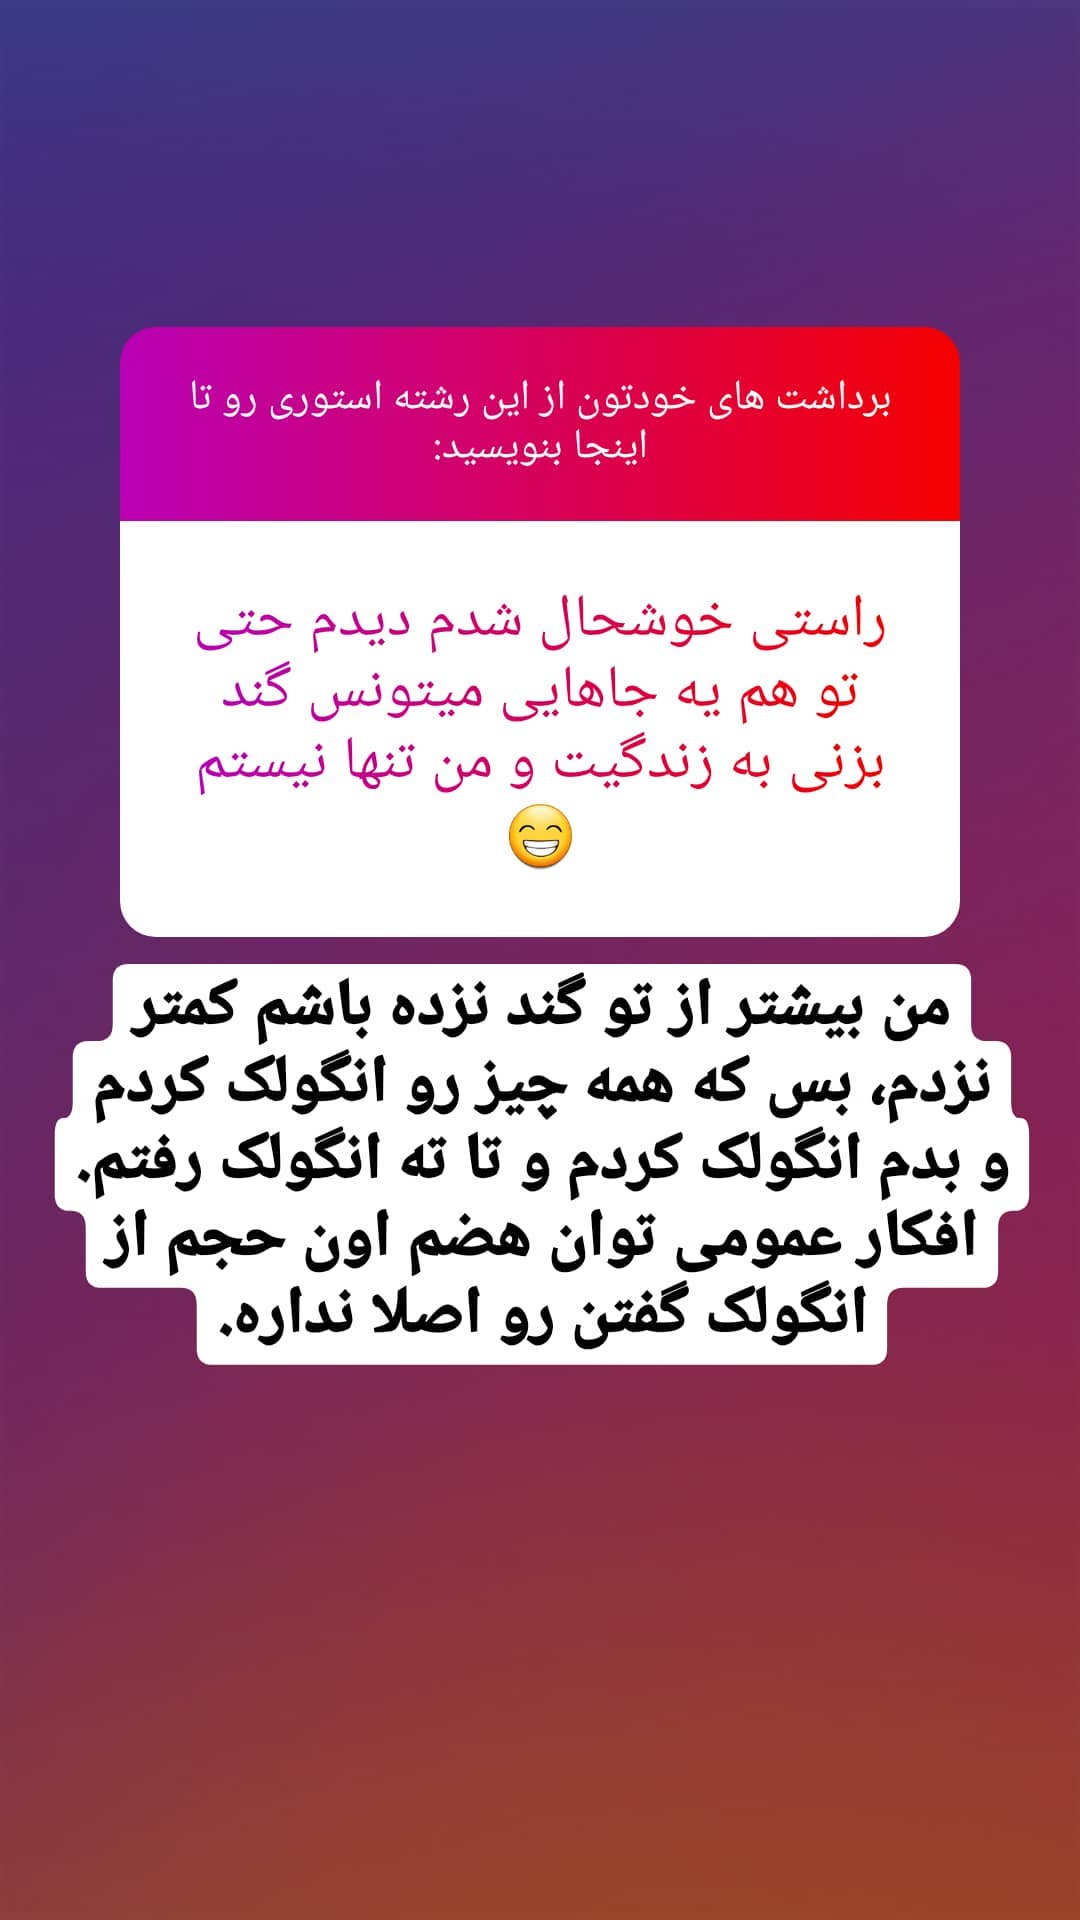 برداشت های خودتون از این رشته استوری رو تا
اینجا بنویسید:
راستی خوشحال شدم دیدم حتی
تو هم یه جاهایی میتونس گند
بزنی به زندگیت و من تنها نیستم
😁
من بیشتر از تو گند نزده باشم کمتر
نزدم، بس که همه چیز رو انگولک کردم
و بدم انگولک کردم و تا ته انگولک رفتم.
افکار عمومی توان هضم اون حجم از
انگولک گفتن رو اصلا نداره.